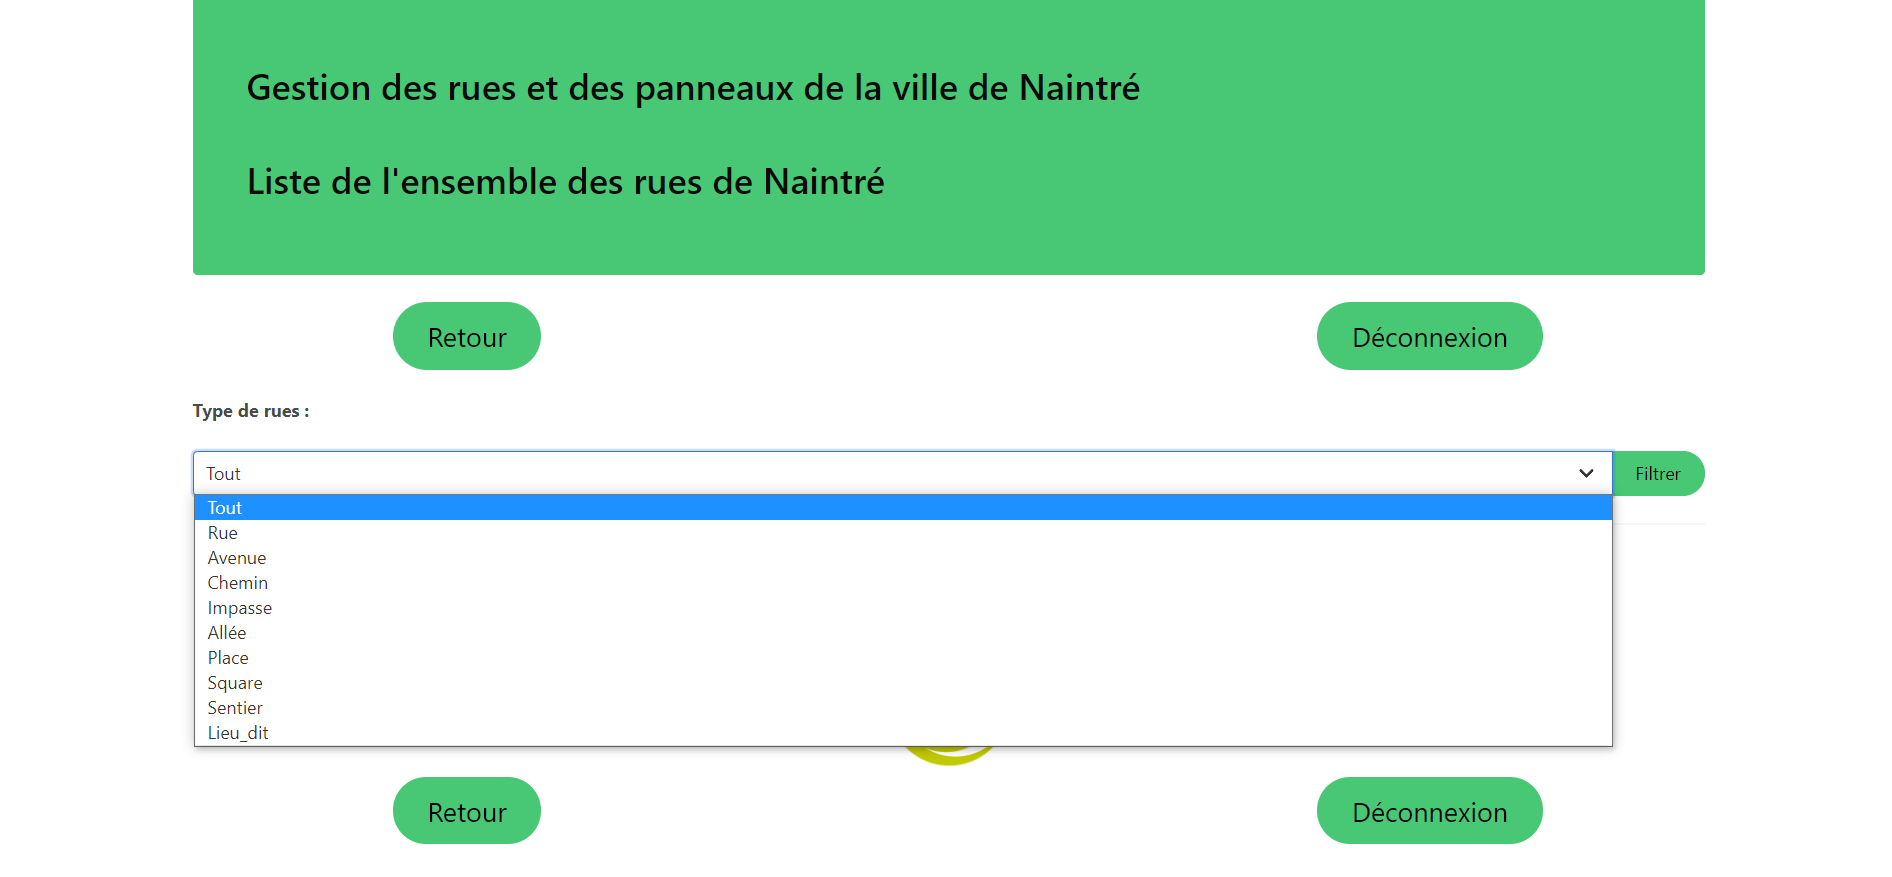 Gestion des rues et des panneaux de la ville de Naintré
Liste de l'ensemble des rues de Naintré
Retour
Déconnexion
Type de rues :
Tout
Filtrer
Tout
Rue
Avenue
Chemin
Impasse
Allée
Place
Square
Sentier
Lieu_dit
Retour
Déconnexion